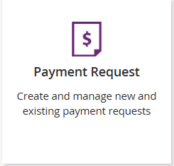 $
Payment Request
Create and manage new and
existing payment requests